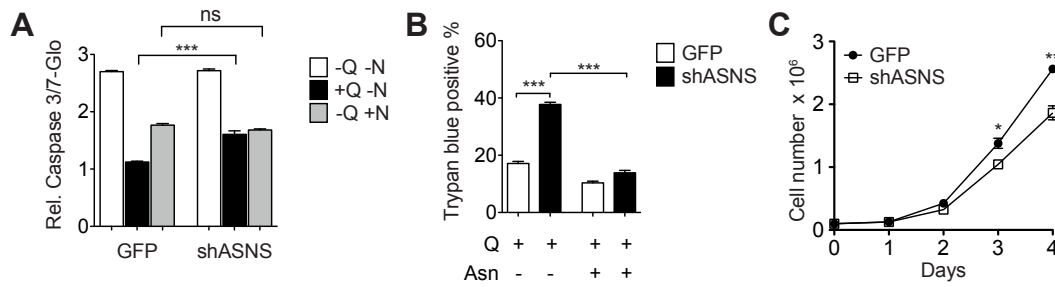 A
ns
***
Rel. Caspase 3/7-Glo
3
2
1
0
-Q -N
+Q -N
-Q +N
GFP
shASNS
B
Trypan blue positive %
60
40
20
0
***
***
GFP
shASNS
Q + + + +
Asn - - + +
C
Cell number x 10⁶
3
2
1
0
GFP
shASNS
*
**
0 1 2 3 4
Days